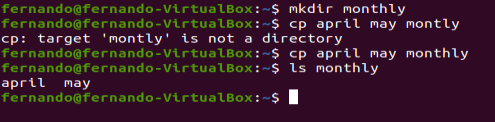 fernando@fernando-VirtualBox:~$ mkdir monthly
fernando@fernando-VirtualBox:~$ cp april may montly
cp: target 'montly' is not a directory
fernando@fernando-VirtualBox:~$ cp april may monthly
fernando@fernando-VirtualBox:~$ ls monthly
april  may
fernando@fernando-VirtualBox:~$